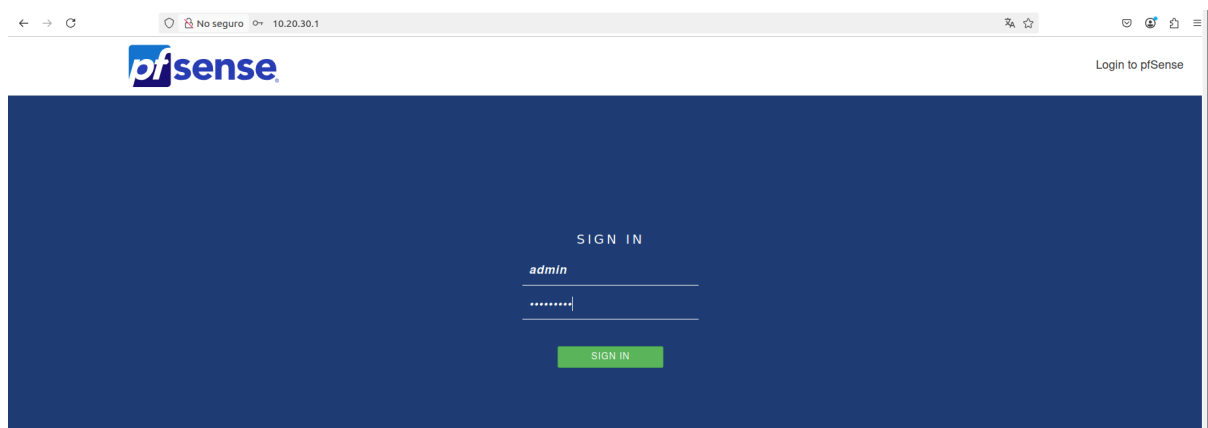 No seguro 10.20.30.1
pfsense
Login to pfSense
SIGN IN
admin
•••••••••
SIGN IN